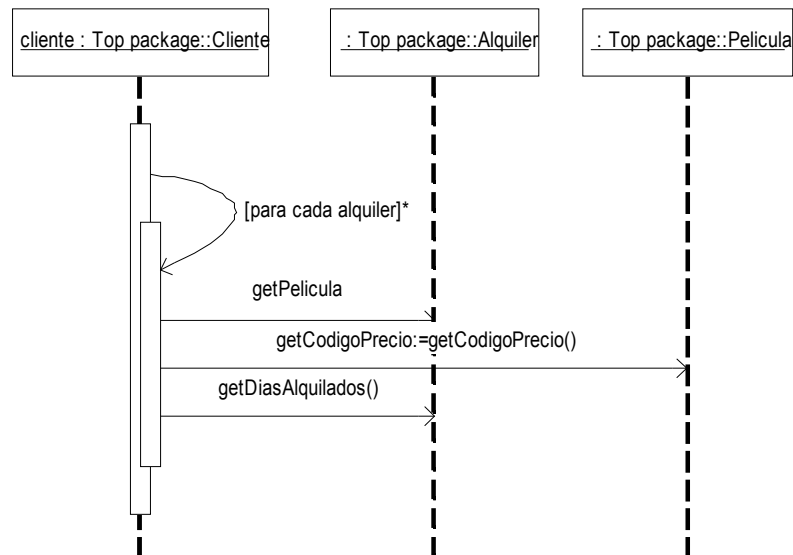 cliente : Top package::Cliente
: Top package::Alquiler
: Top package::Pelicula
[para cada alquiler]*
getPelicula
getCodigoPrecio:=getCodigoPrecio()
getDiasAlquilados()